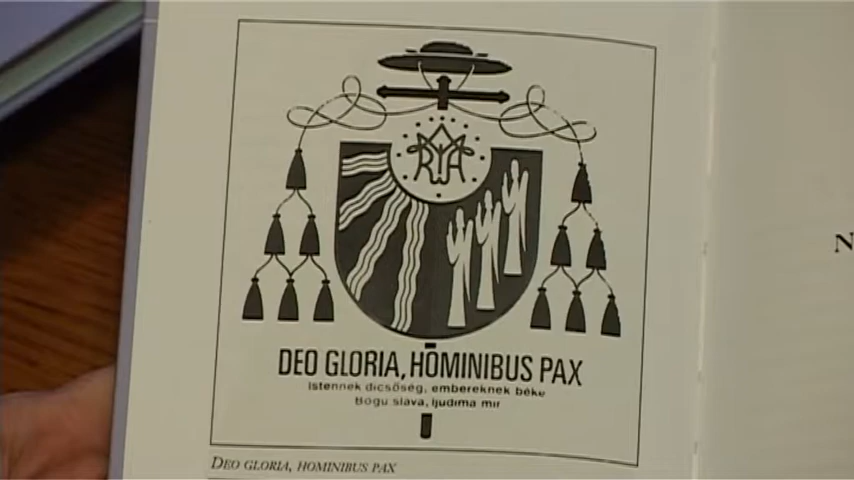 DEO GLORIA, HOMINIBUS PAX
Istennek dicsőség, embereknek béke
Bogu slava, ljudima mir
DEO GLORIA, HOMINIBUS PAX
N